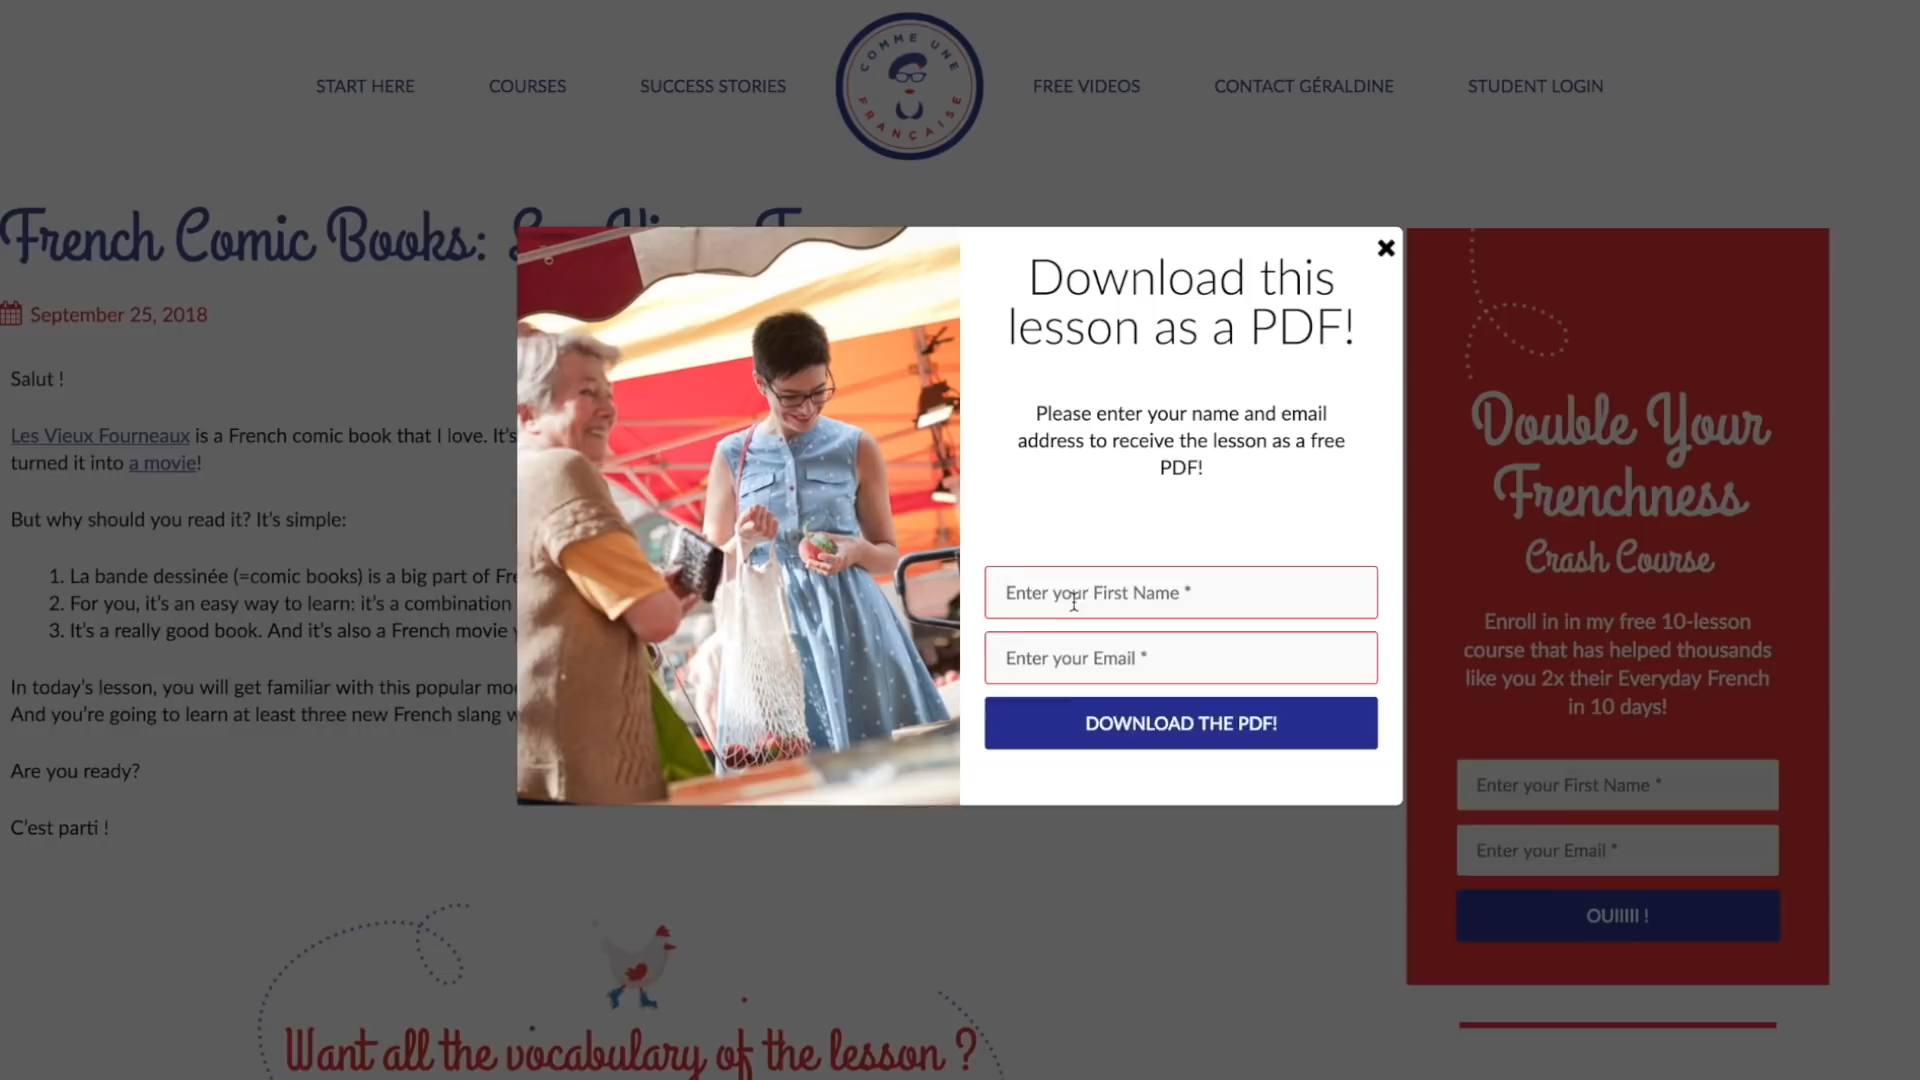 START HERE
COURSES
SUCCESS STORIES
COMME UNE
FRANÇAISE
FREE VIDEOS
CONTACT GÉRALDINE
STUDENT LOGIN
French Comic Books:
September 25, 2018
Salut !
Les Vieux Fourneaux is a French comic book that I love. It's
turned it into a movie!
But why should you read it? It's simple:
1. La bande dessinée (=comic books) is a big part of
2. For you, it's an easy way to learn: it's a combination
3. It's a really good book. And it's also a French movie
In today's lesson, you will get familiar with this popular
And you're going to learn at least three new French slang
Are you ready?
C'est parti !
Want all the vocabulary of the lesson ?
Download this
lesson as a PDF!
Please enter your name and email
address to receive the lesson as a free
PDF!
Enter your First Name *
Enter your Email *
DOWNLOAD THE PDF!
Double Your
Frenchness
Crash Course
Enroll in in my free 10-lesson
course that has helped thousands
like you 2x their Everyday French
in 10 days!
Enter your First Name *
Enter your Email *
OUIIIII !